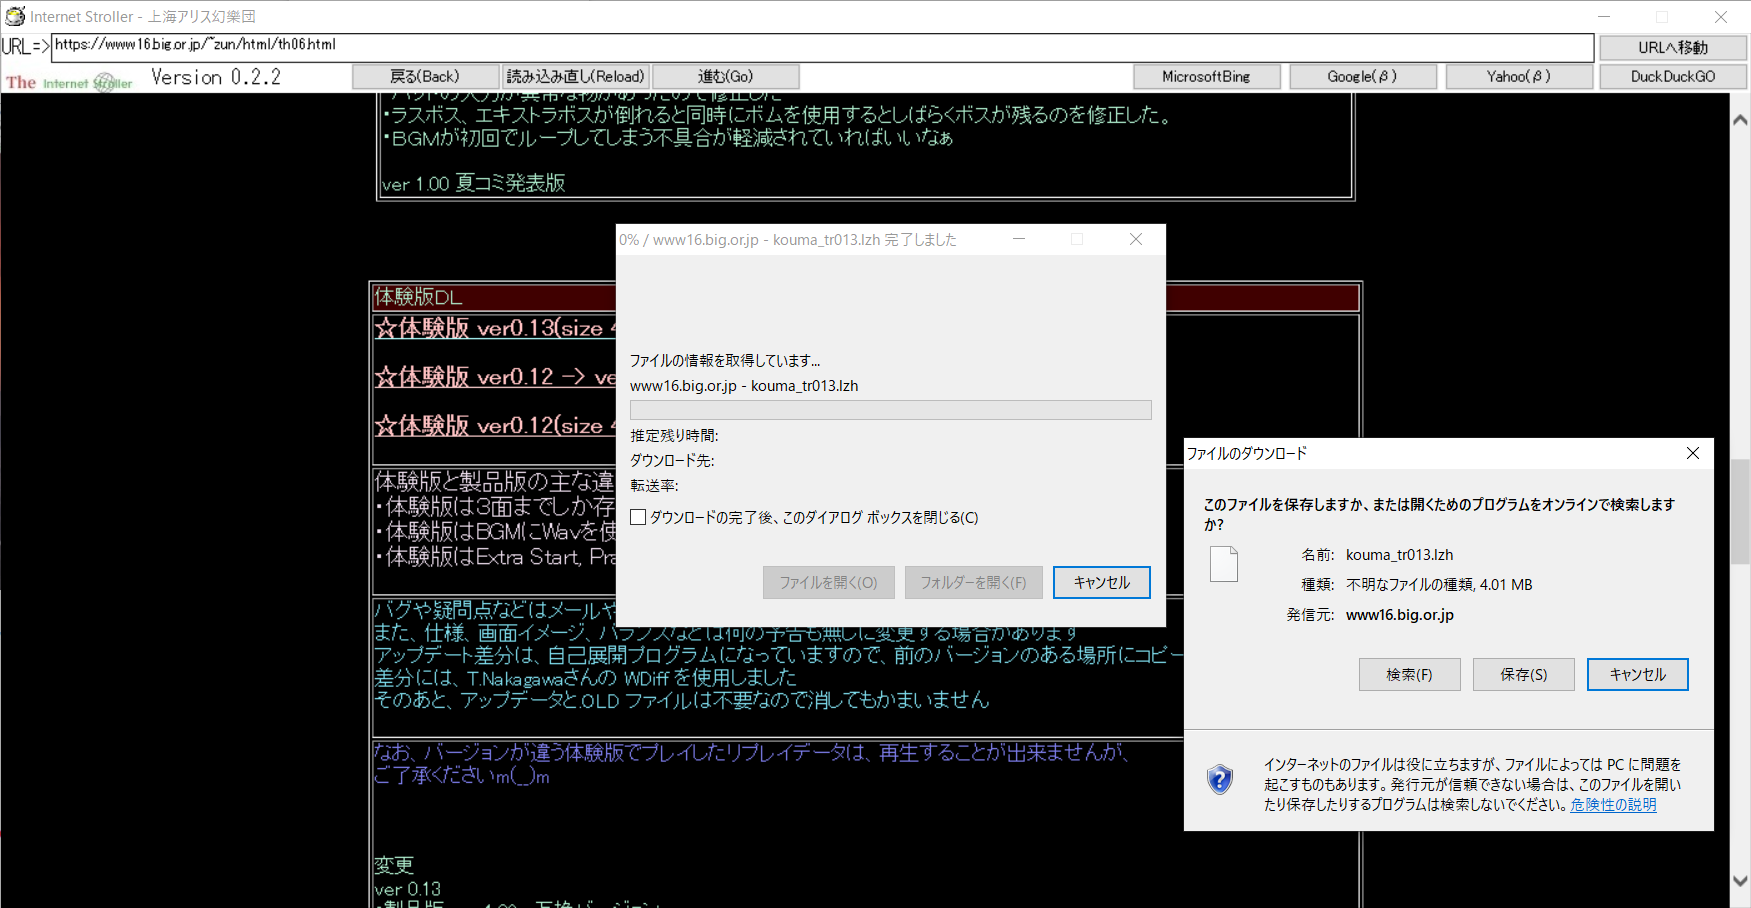 Internet Stroller - 上海アリス幻樂団
URL=> https://www16.big.or.jp/~zun/html/th06.html URLへ移動
The Internet Stroller Version 0.2.2 戻る(Back) 読み込み直し(Reload) 進む(Go) MicrosoftBing Google(β) Yahoo(β) DuckDuckGO
・ラスボス、エキストラボスが倒れると同時にボムを使用するとしばらくボスが残るのを修正した。
・BGMが初回でループしてしまう不具合が軽減されていればいいなぁ
ver 1.00 夏コミ発表版
体験版DL
☆体験版 ver0.13(size 4
☆体験版 ver0.12 -> ve
☆体験版 ver0.12(size 4
体験版と製品版の主な違
・体験版は3面までしか存
・体験版はBGMにWavを使
・体験版はExtra Start, Pra
バグや疑問点などはメールや
また、仕様、画面イメージ、バランスなどは何の予告も無しに変更する場合があります
アップデート差分は、自己展開プログラムになっていますので、前のバージョンのある場所にコピー
差分には、T.Nakagawaさんの WDiff を使用しました
そのあと、アップデータと.OLD ファイルは不要なので消してもかまいません
なお、バージョンが違う体験版でプレイしたリプレイデータは、再生することが出来ませんが、
ご了承くださいm(_)m
変更
ver 0.13
0% / www16.big.or.jp - kouma_tr013.lzh 完了しました
ファイルの情報を取得しています...
www16.big.or.jp - kouma_tr013.lzh
推定残り時間:
ダウンロード先:
転送率:
ダウンロードの完了後、このダイアログ ボックスを閉じる(C)
ファイルを開く(O) フォルダーを開く(F) キャンセル
ファイルのダウンロード
このファイルを保存しますか、または開くためのプログラムをオンラインで検索します
か?
名前: kouma_tr013.lzh
種類: 不明なファイルの種類, 4.01 MB
発信元: www16.big.or.jp
検索(F) 保存(S) キャンセル
インターネットのファイルは役に立ちますが、ファイルによっては PC に問題を
起こすものもあります。発行元が信頼できない場合は、このファイルを開い
たり保存したりするプログラムは検索しないでください。危険性の説明